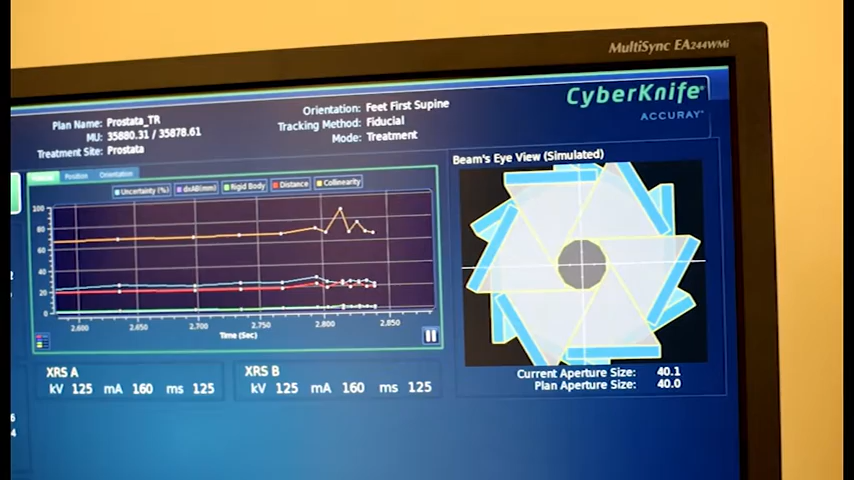 MultiSync EA244WMi
CyberKnife®
ACCURAY®
Plan Name: Prostata_TR
MU: 35880.31 / 35878.61
Treatment Site: Prostata
Orientation: Feet First Supine
Tracking Method: Fiducial
Mode: Treatment
Position Orientation
Uncertainty (%) dxAB(mm) Rigid Body Distance Collinearity
100
80
60
40
20
0
2,600 2,650 2,700 2,750 2,800 2,850
Time (Sec)
Beam's Eye View (Simulated)
Current Aperture Size: 40.1
Plan Aperture Size: 40.0
XRS A
kV 125 mA 160 ms 125
XRS B
kV 125 mA 160 ms 125